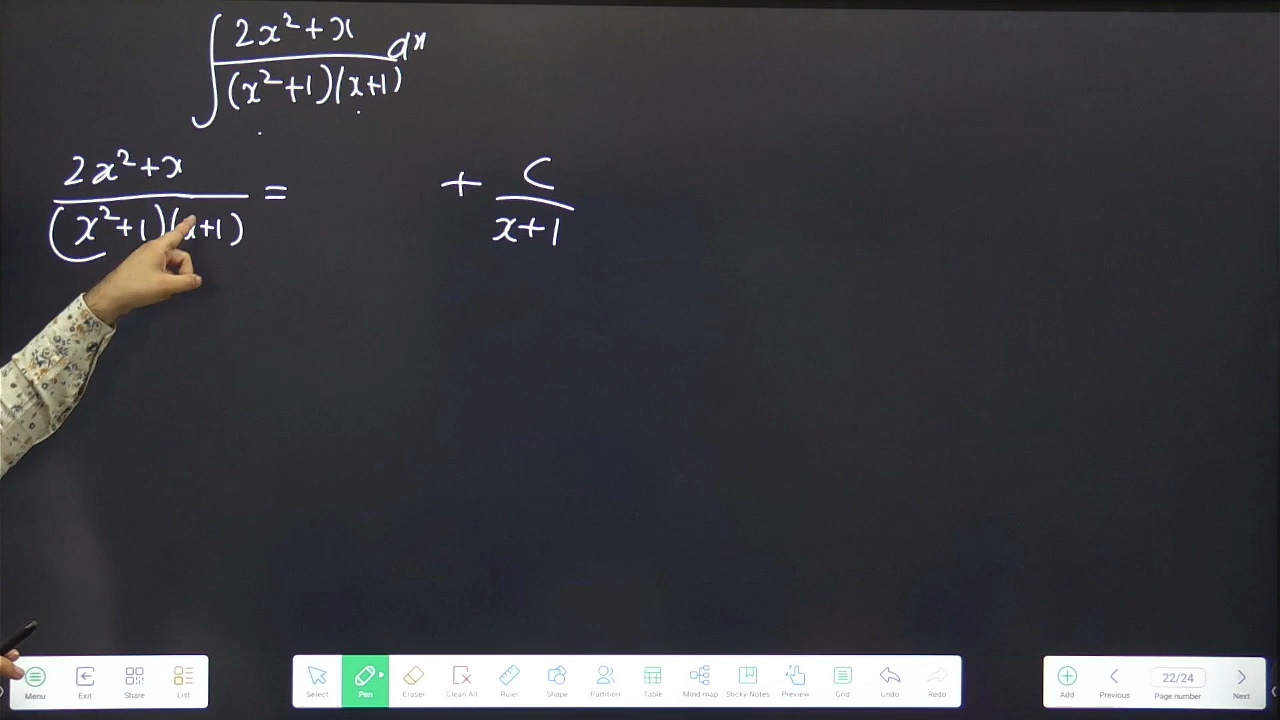 ∫ (2x² + x) / ((x² + 1)(x + 1)) dx
(2x² + x) / ((x² + 1)(x + 1)) = + C / (x + 1)
Menu Exit Share List Select Pen Eraser Clean All Ruler Shape Partition Table Mind map Sticky Notes Preview Grid Undo Redo Add Previous 22/24 Page number Next